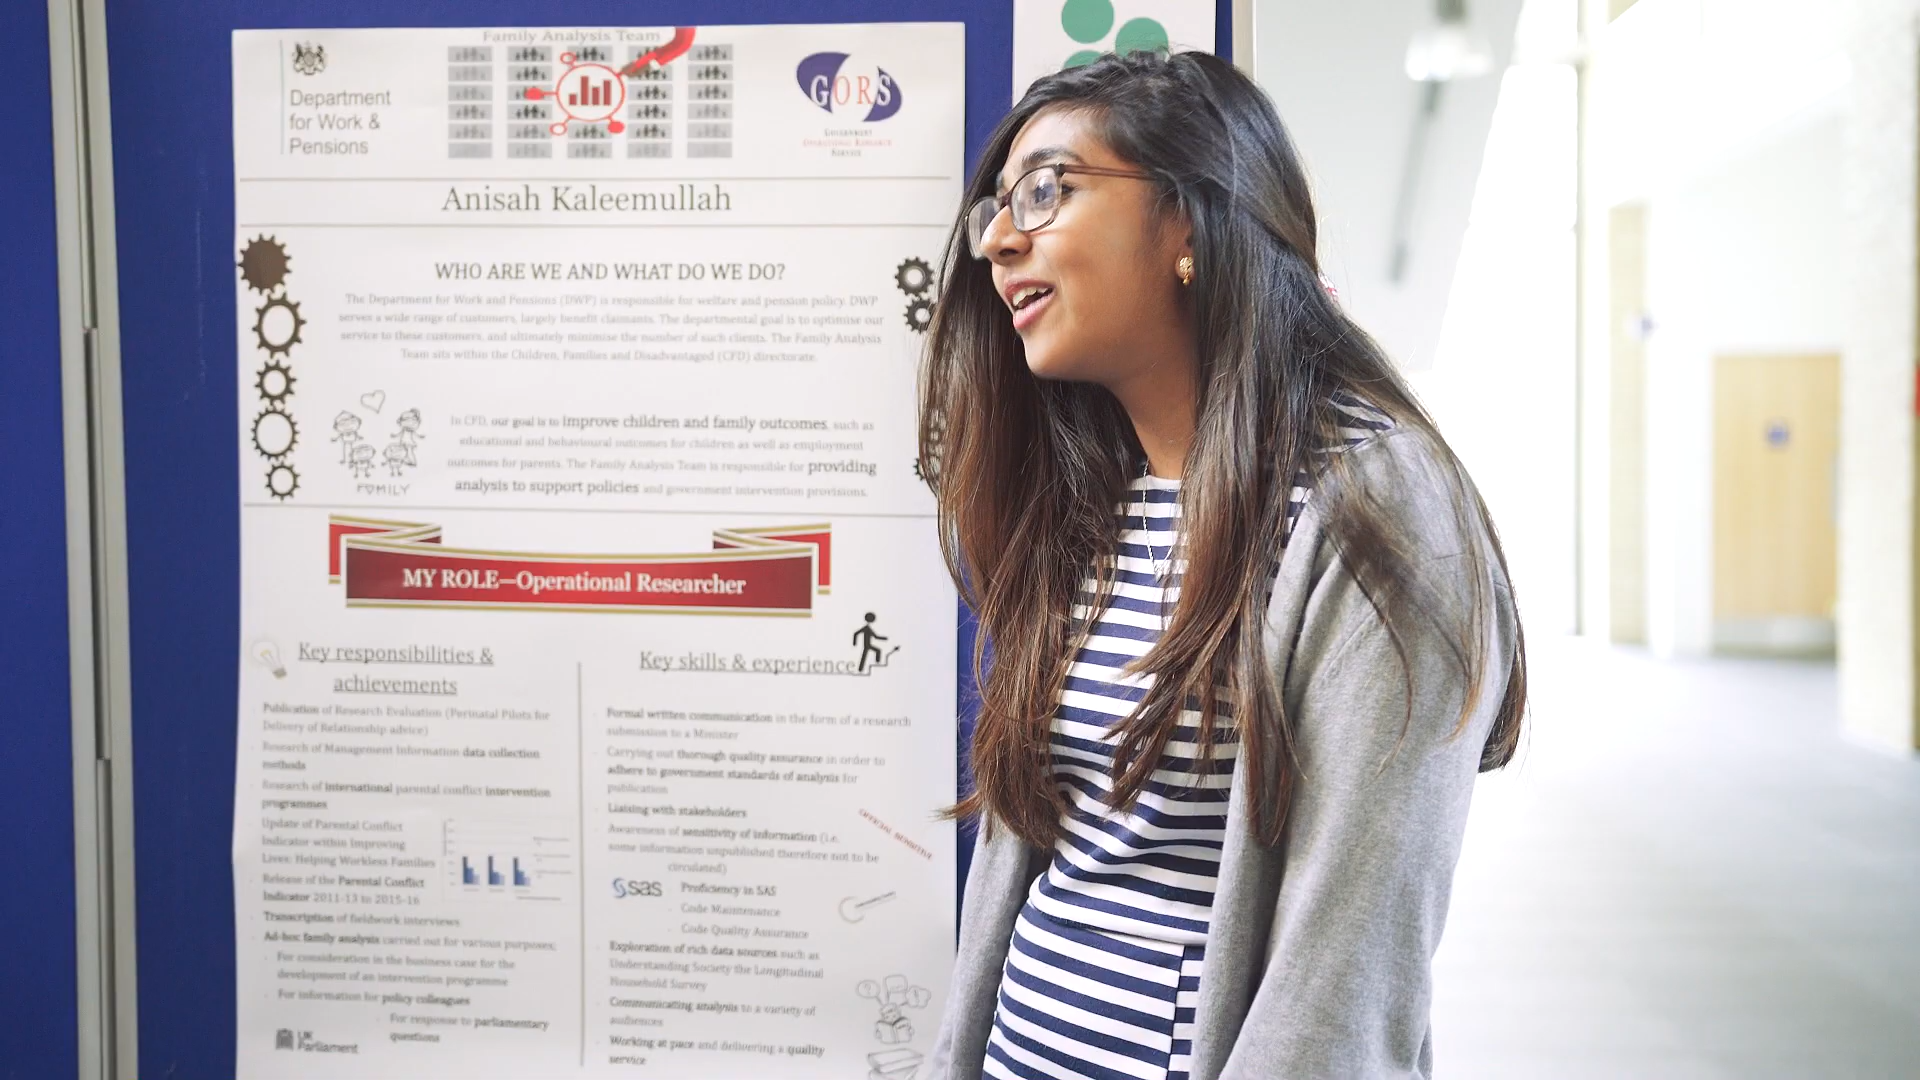 Family Analysis Team
Department
for Work &
Pensions
GORS
GOVERNMENT
OPERATIONAL RESEARCH
SERVICE
Anisah Kaleemullah
WHO ARE WE AND WHAT DO WE DO?
The Department for Work and Pensions (DWP) is responsible for welfare and pension policy. DWP
serves a wide range of customers, largely benefit claimants. The departmental goal is to optimise our
service to these customers, and ultimately minimise the number of such clients. The Family Analysis
Team sits within the Children, Families and Disadvantaged (CFD) directorate.
In CFD, our goal is to improve children and family outcomes, such as
educational and behavioural outcomes for children as well as employment
outcomes for parents. The Family Analysis Team is responsible for providing
analysis to support policies and government intervention provisions.
FAMILY
MY ROLE—Operational Researcher
Key responsibilities &
achievements
Publication of Research Evaluation (Perinatal Pilots for
Delivery of Relationship advice)
Research of Management Information data collection
methods
Research of international parental conflict intervention
programmes
Update of Parental Conflict
Indicator within Improving
Lives: Helping Workless Families
Release of the Parental Conflict
Indicator 2011-13 to 2015-16
Transcription of fieldwork interviews
Ad-hoc family analysis carried out for various purposes;
For consideration in the business case for the
development of an intervention programme
For information for policy colleagues
For response to parliamentary
questions
UK
Parliament
Key skills & experience
Formal written communication in the form of a research
submission to a Minister
Carrying out thorough quality assurance in order to
adhere to government standards of analysis for
publication
Liaising with stakeholders
Awareness of sensitivity of information (i.e.
some information unpublished therefore not to be
circulated)
OFFICIAL SENSITIVE
sas
Proficiency in SAS
Code Maintenance
Code Quality Assurance
Exploration of rich data sources such as
Understanding Society the Longitudinal
Household Survey
Communicating analysis to a variety of
audiences
Working at pace and delivering a quality
service